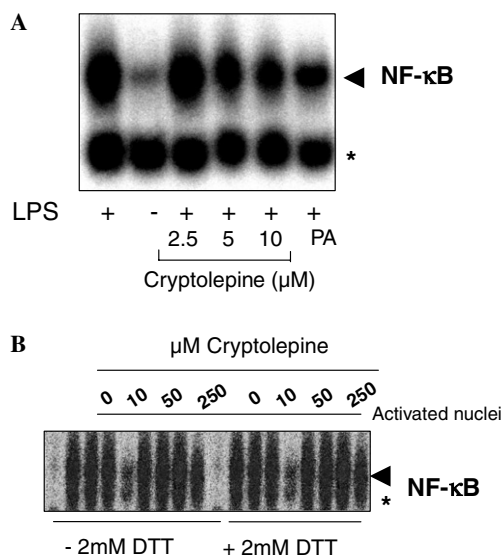 A
NF-κB
*
LPS + - + + + +
2.5 5 10 PA
Cryptolepine (µM)
B
µM Cryptolepine
0 10 50 250 0 10 50 250
Activated nuclei
NF-κB
*
- 2mM DTT + 2mM DTT